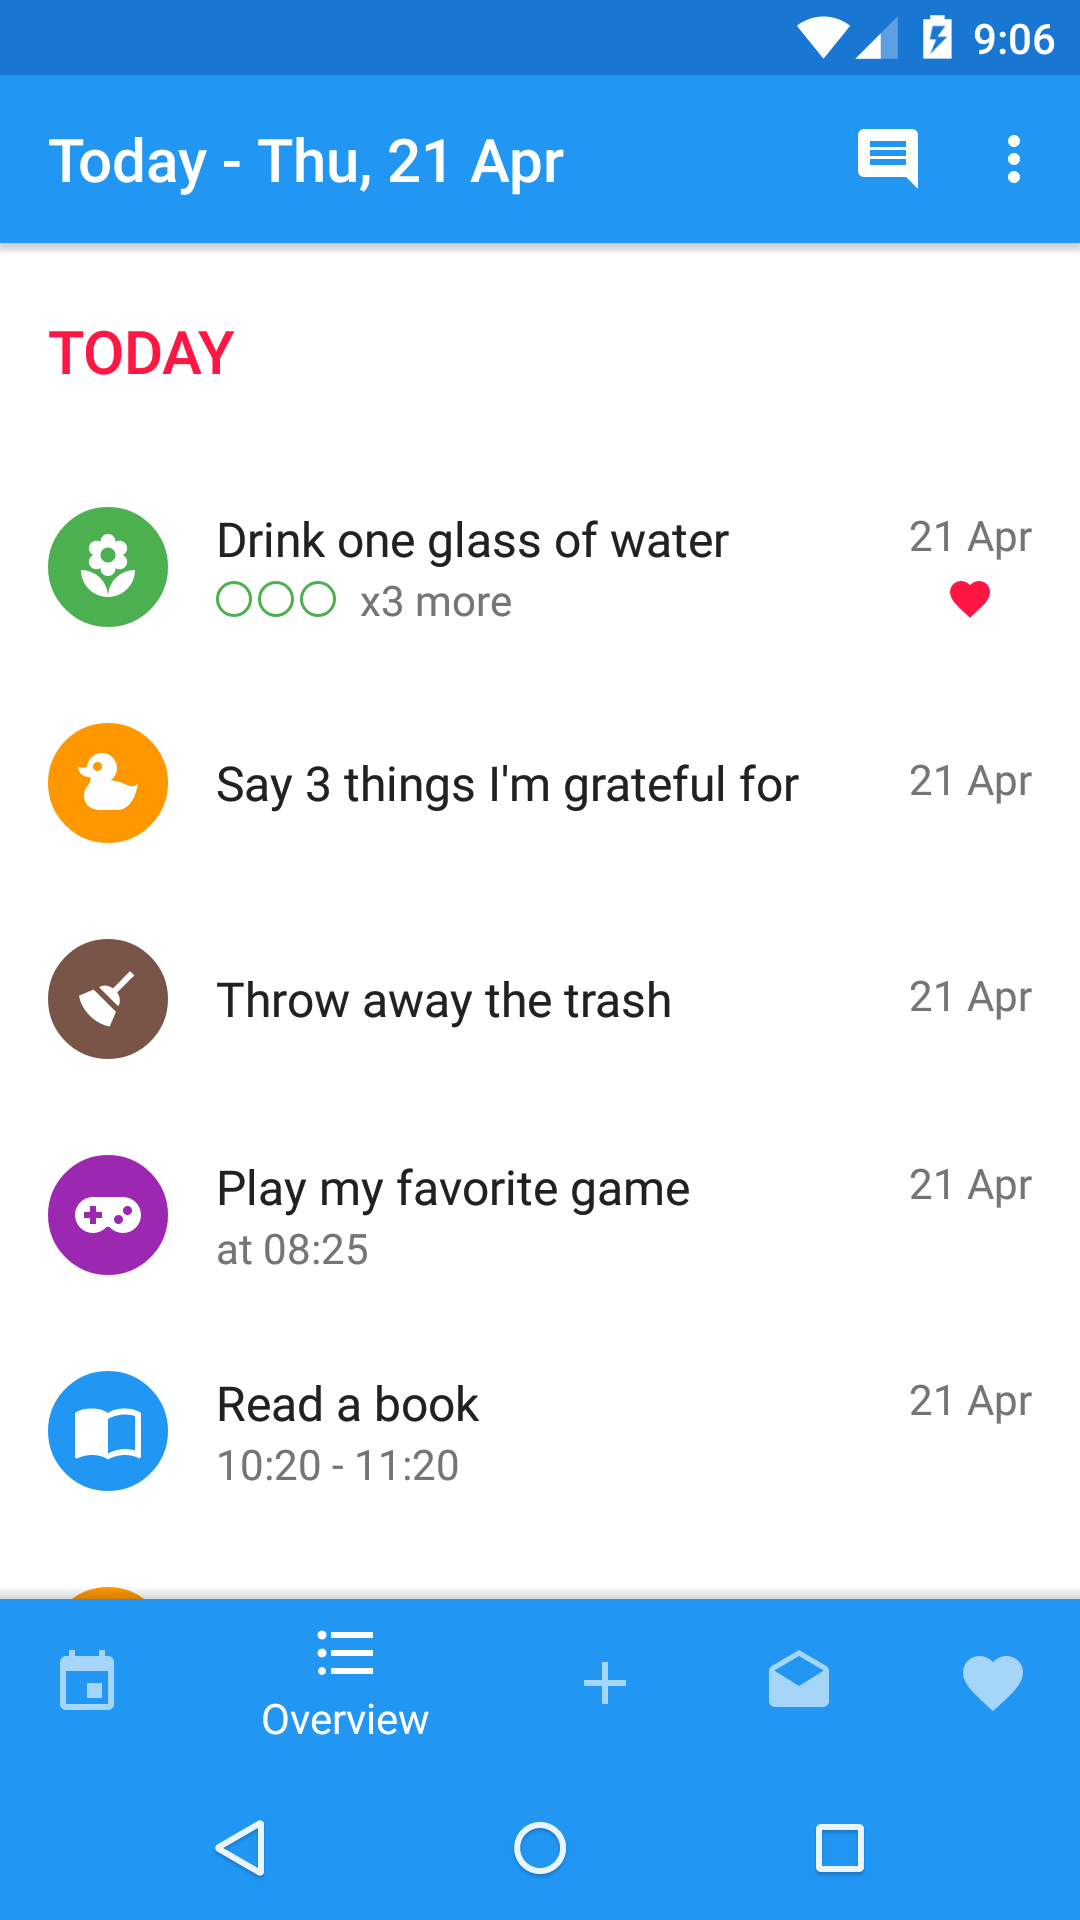 9:06
Today - Thu, 21 Apr
TODAY
Drink one glass of water 21 Apr
x3 more
Say 3 things I'm grateful for 21 Apr
Throw away the trash 21 Apr
Play my favorite game 21 Apr
at 08:25
Read a book 21 Apr
10:20 - 11:20
Overview